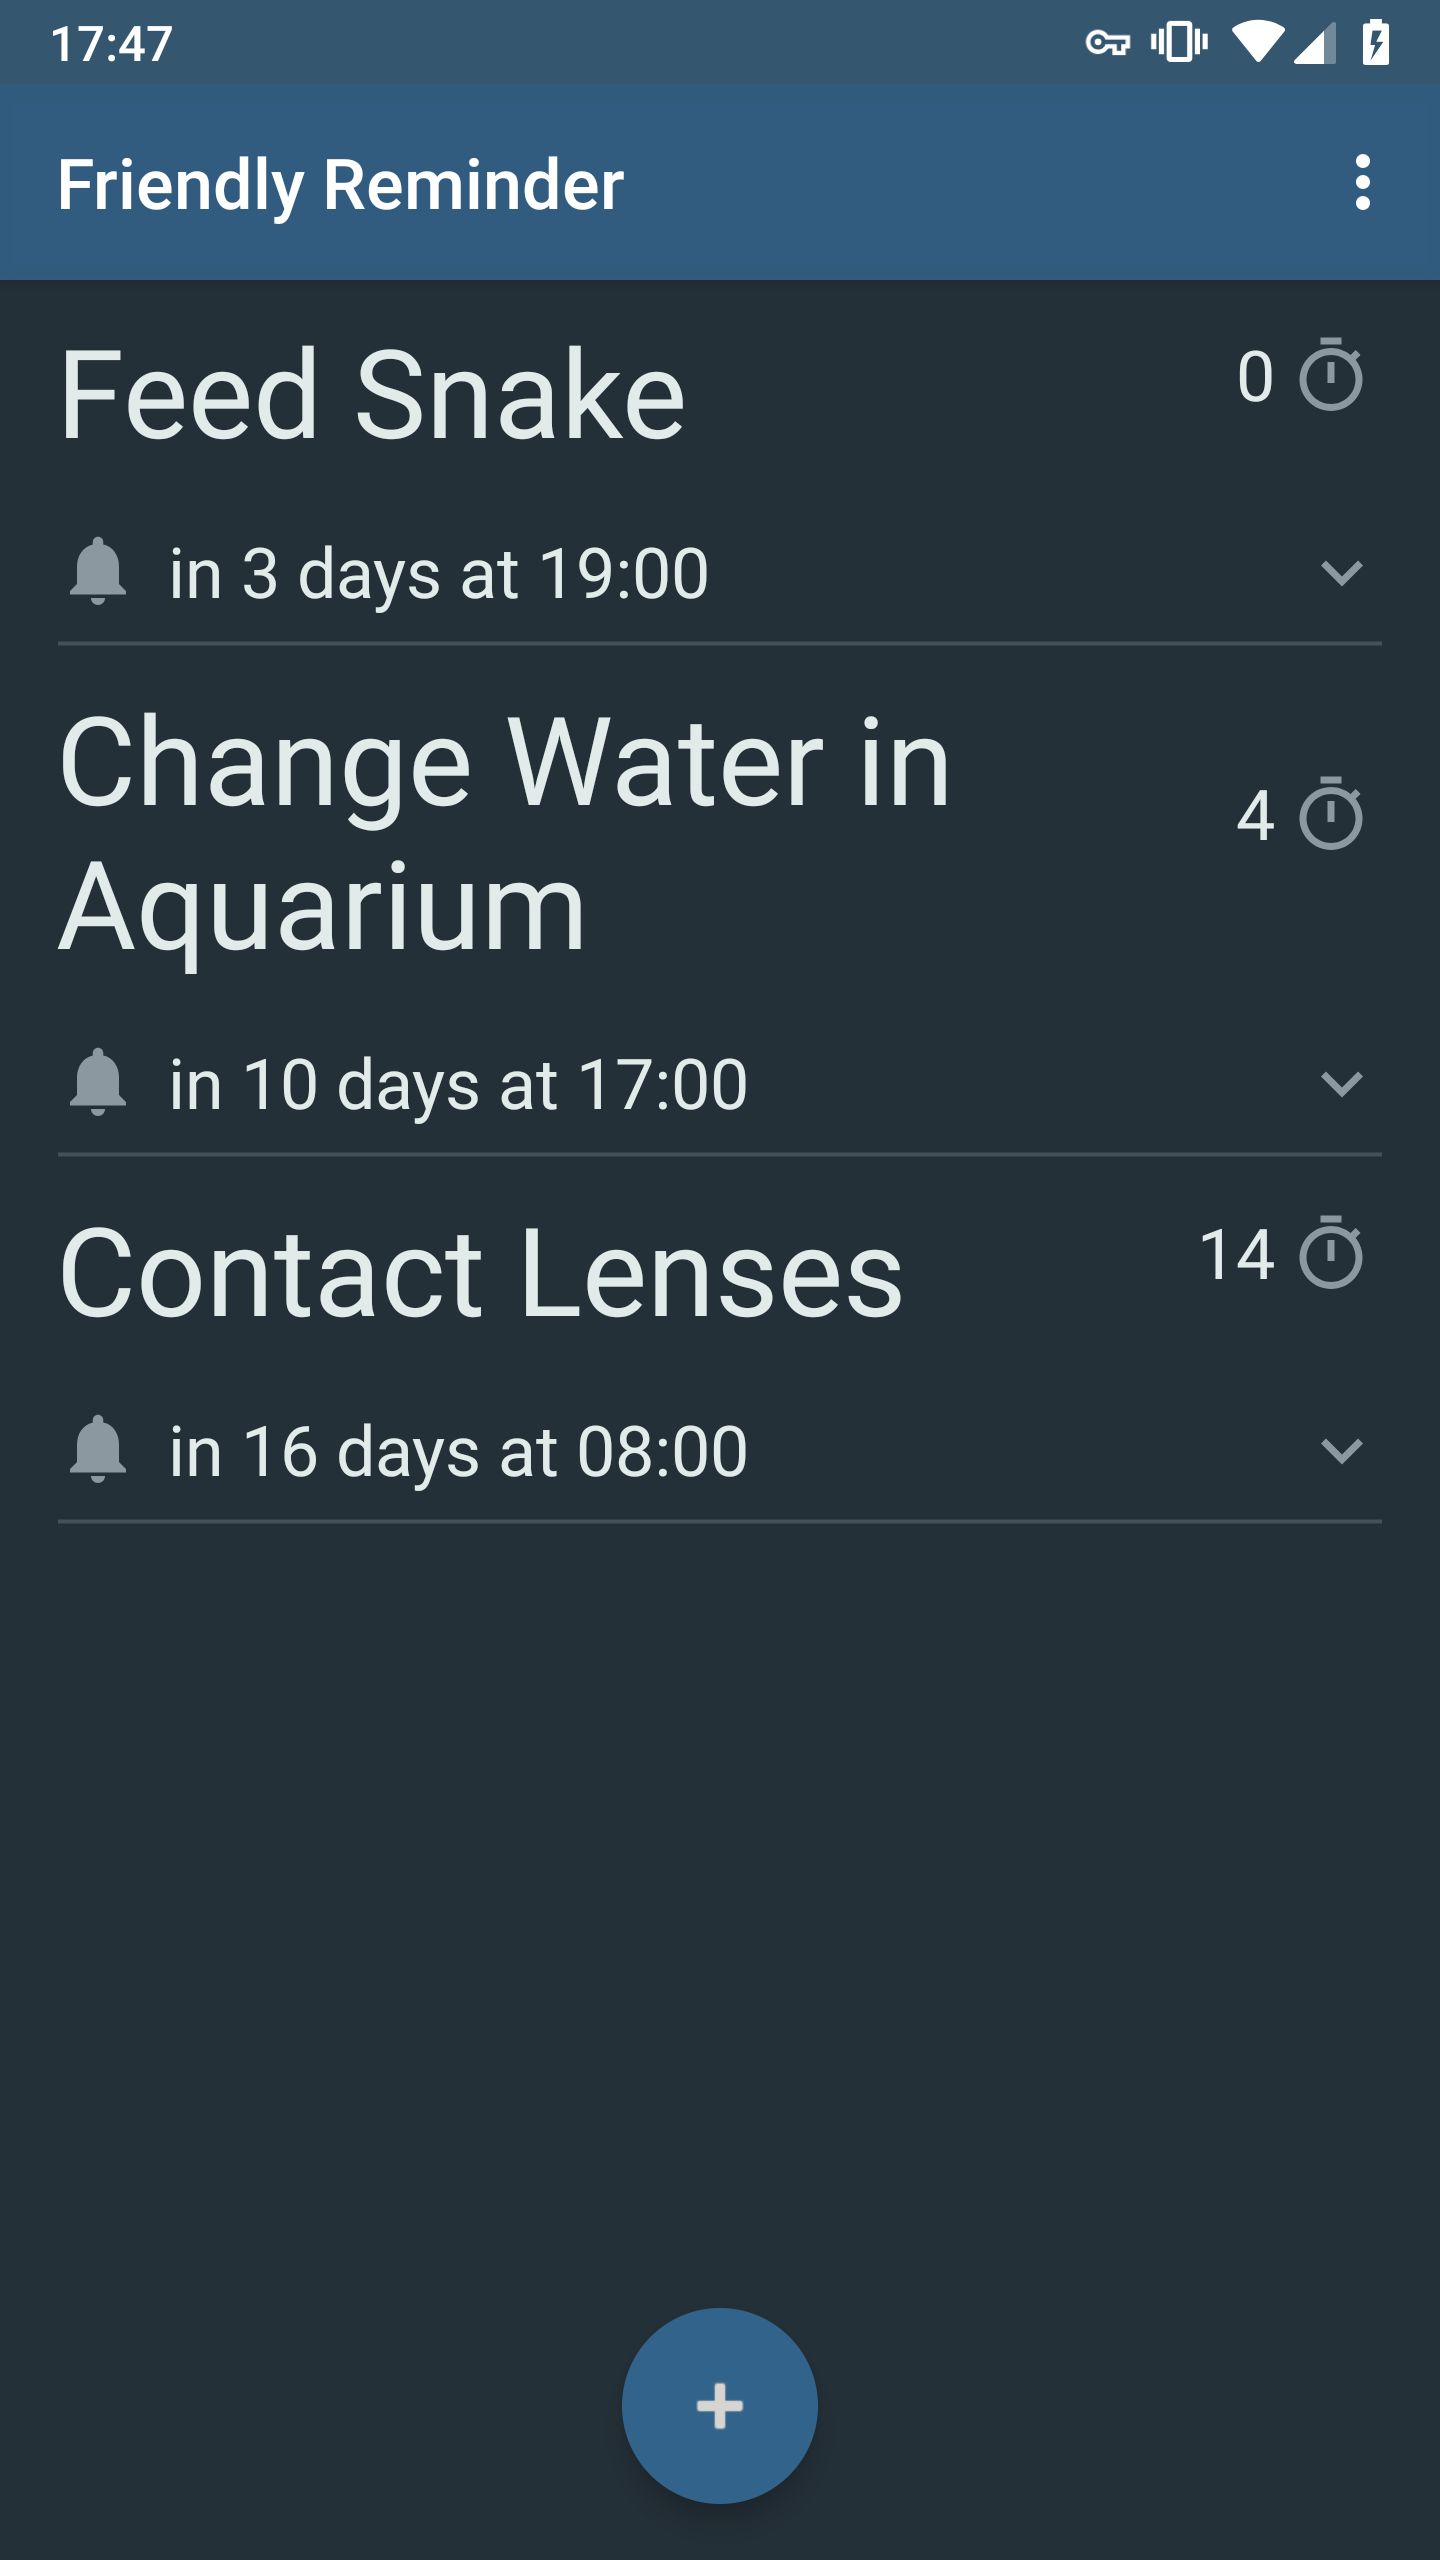 17:47
Friendly Reminder
Feed Snake
0
in 3 days at 19:00
Change Water in
Aquarium
4
in 10 days at 17:00
Contact Lenses
14
in 16 days at 08:00